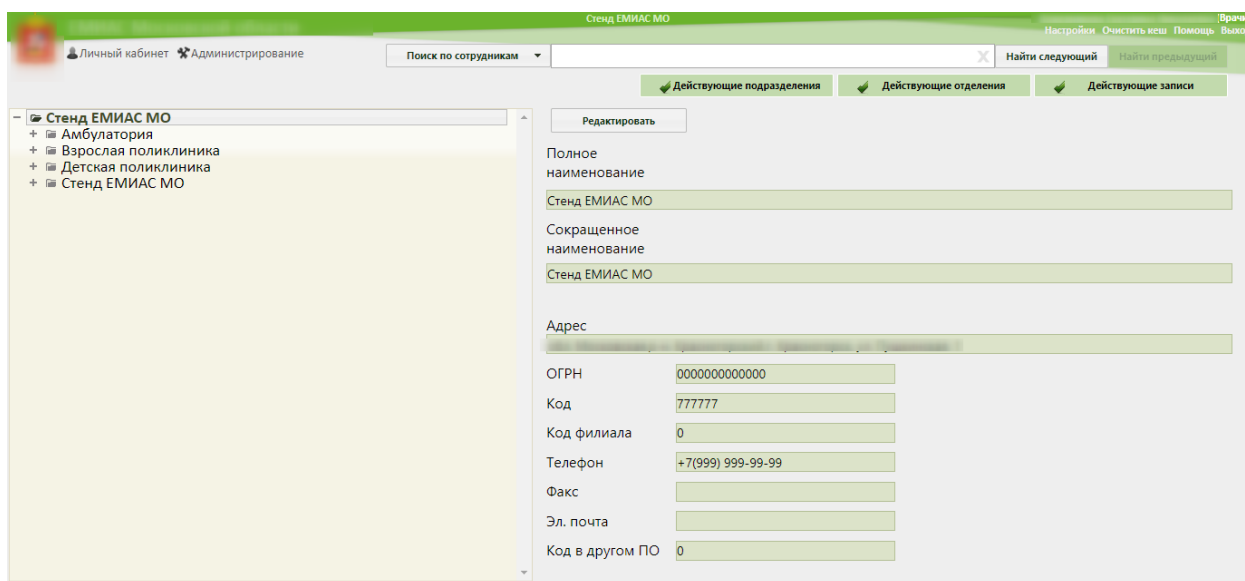 Стенд ЕМИАС МО
Настройки Очистить кеш Помощь
Личный кабинет Администрирование
Поиск по сотрудникам
Найти следующий Найти предыдущий
Действующие подразделения Действующие отделения Действующие записи
Стенд ЕМИАС МО
Амбулатория
Взрослая поликлиника
Детская поликлиника
Стенд ЕМИАС МО
Редактировать
Полное
наименование
Стенд ЕМИАС МО
Сокращенное
наименование
Стенд ЕМИАС МО
Адрес
ОГРН 0000000000000
Код 777777
Код филиала 0
Телефон +7(999) 999-99-99
Факс
Эл. почта
Код в другом ПО 0